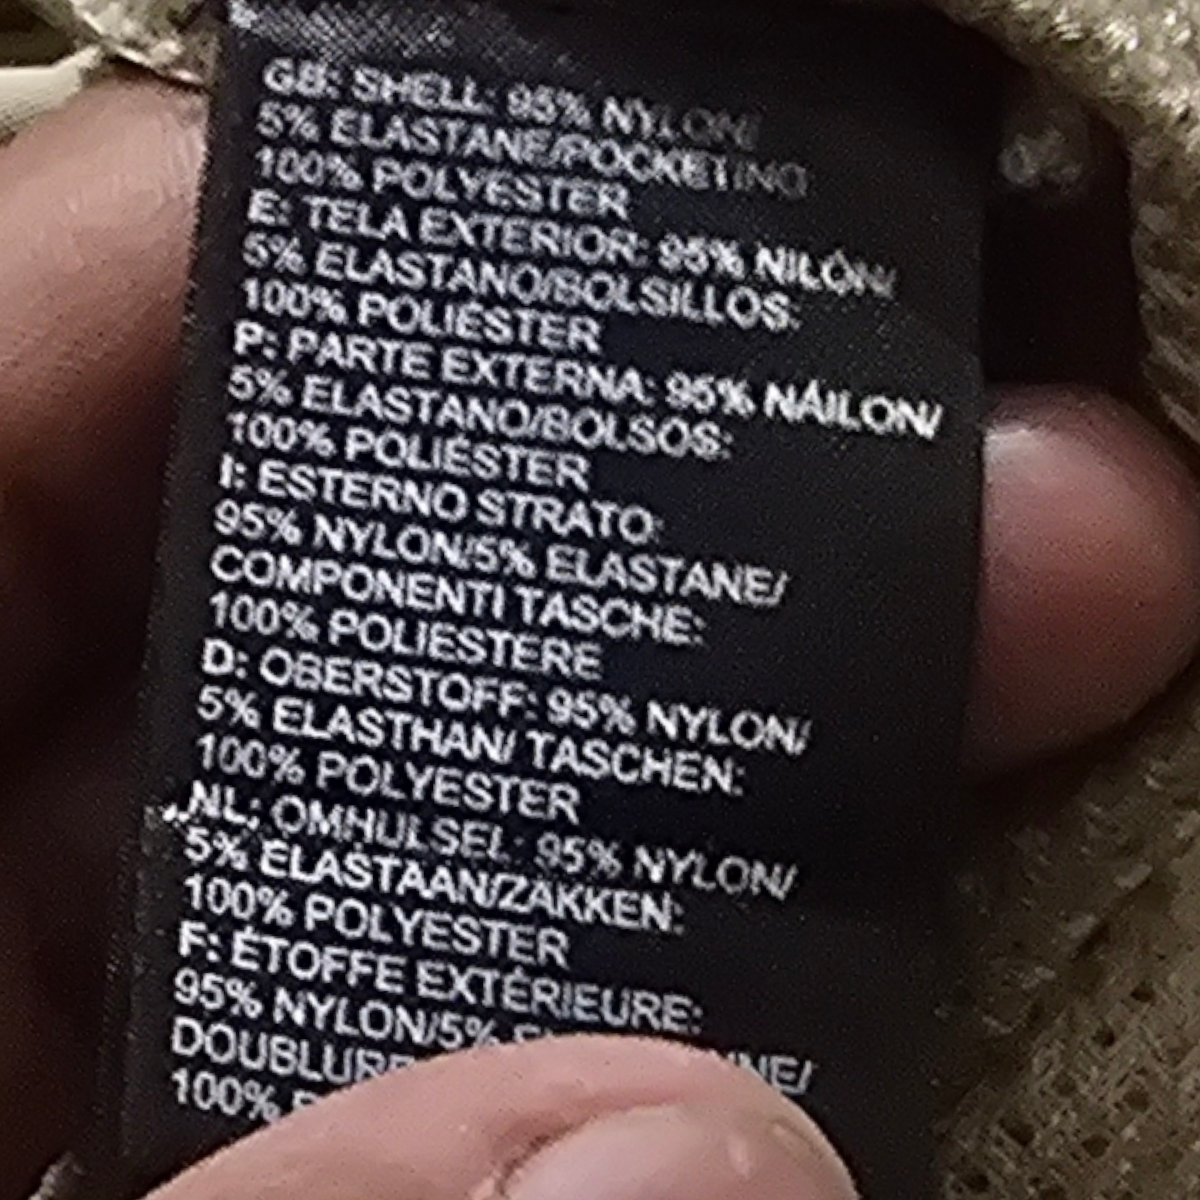 GB: SHELL: 95% NYLON/
5% ELASTANE/POCKETING
100% POLYESTER
E: TELA EXTERIOR: 95% NILÓN/
5% ELASTANO/BOLSILLOS:
100% POLIÉSTER
P: PARTE EXTERNA: 95% NÁILON/
5% ELASTANO/BOLSOS:
100% POLIÉSTER
I: ESTERNO STRATO:
95% NYLON/5% ELASTANE/
COMPONENTI TASCHE:
100% POLIESTERE
D: OBERSTOFF: 95% NYLON/
5% ELASTHAN/ TASCHEN:
100% POLYESTER
NL: OMHULSEL: 95% NYLON/
5% ELASTAAN/ZAKKEN:
100% POLYESTER
F: ÉTOFFE EXTÉRIEURE:
95% NYLON/5%
DOUBLURE
100%